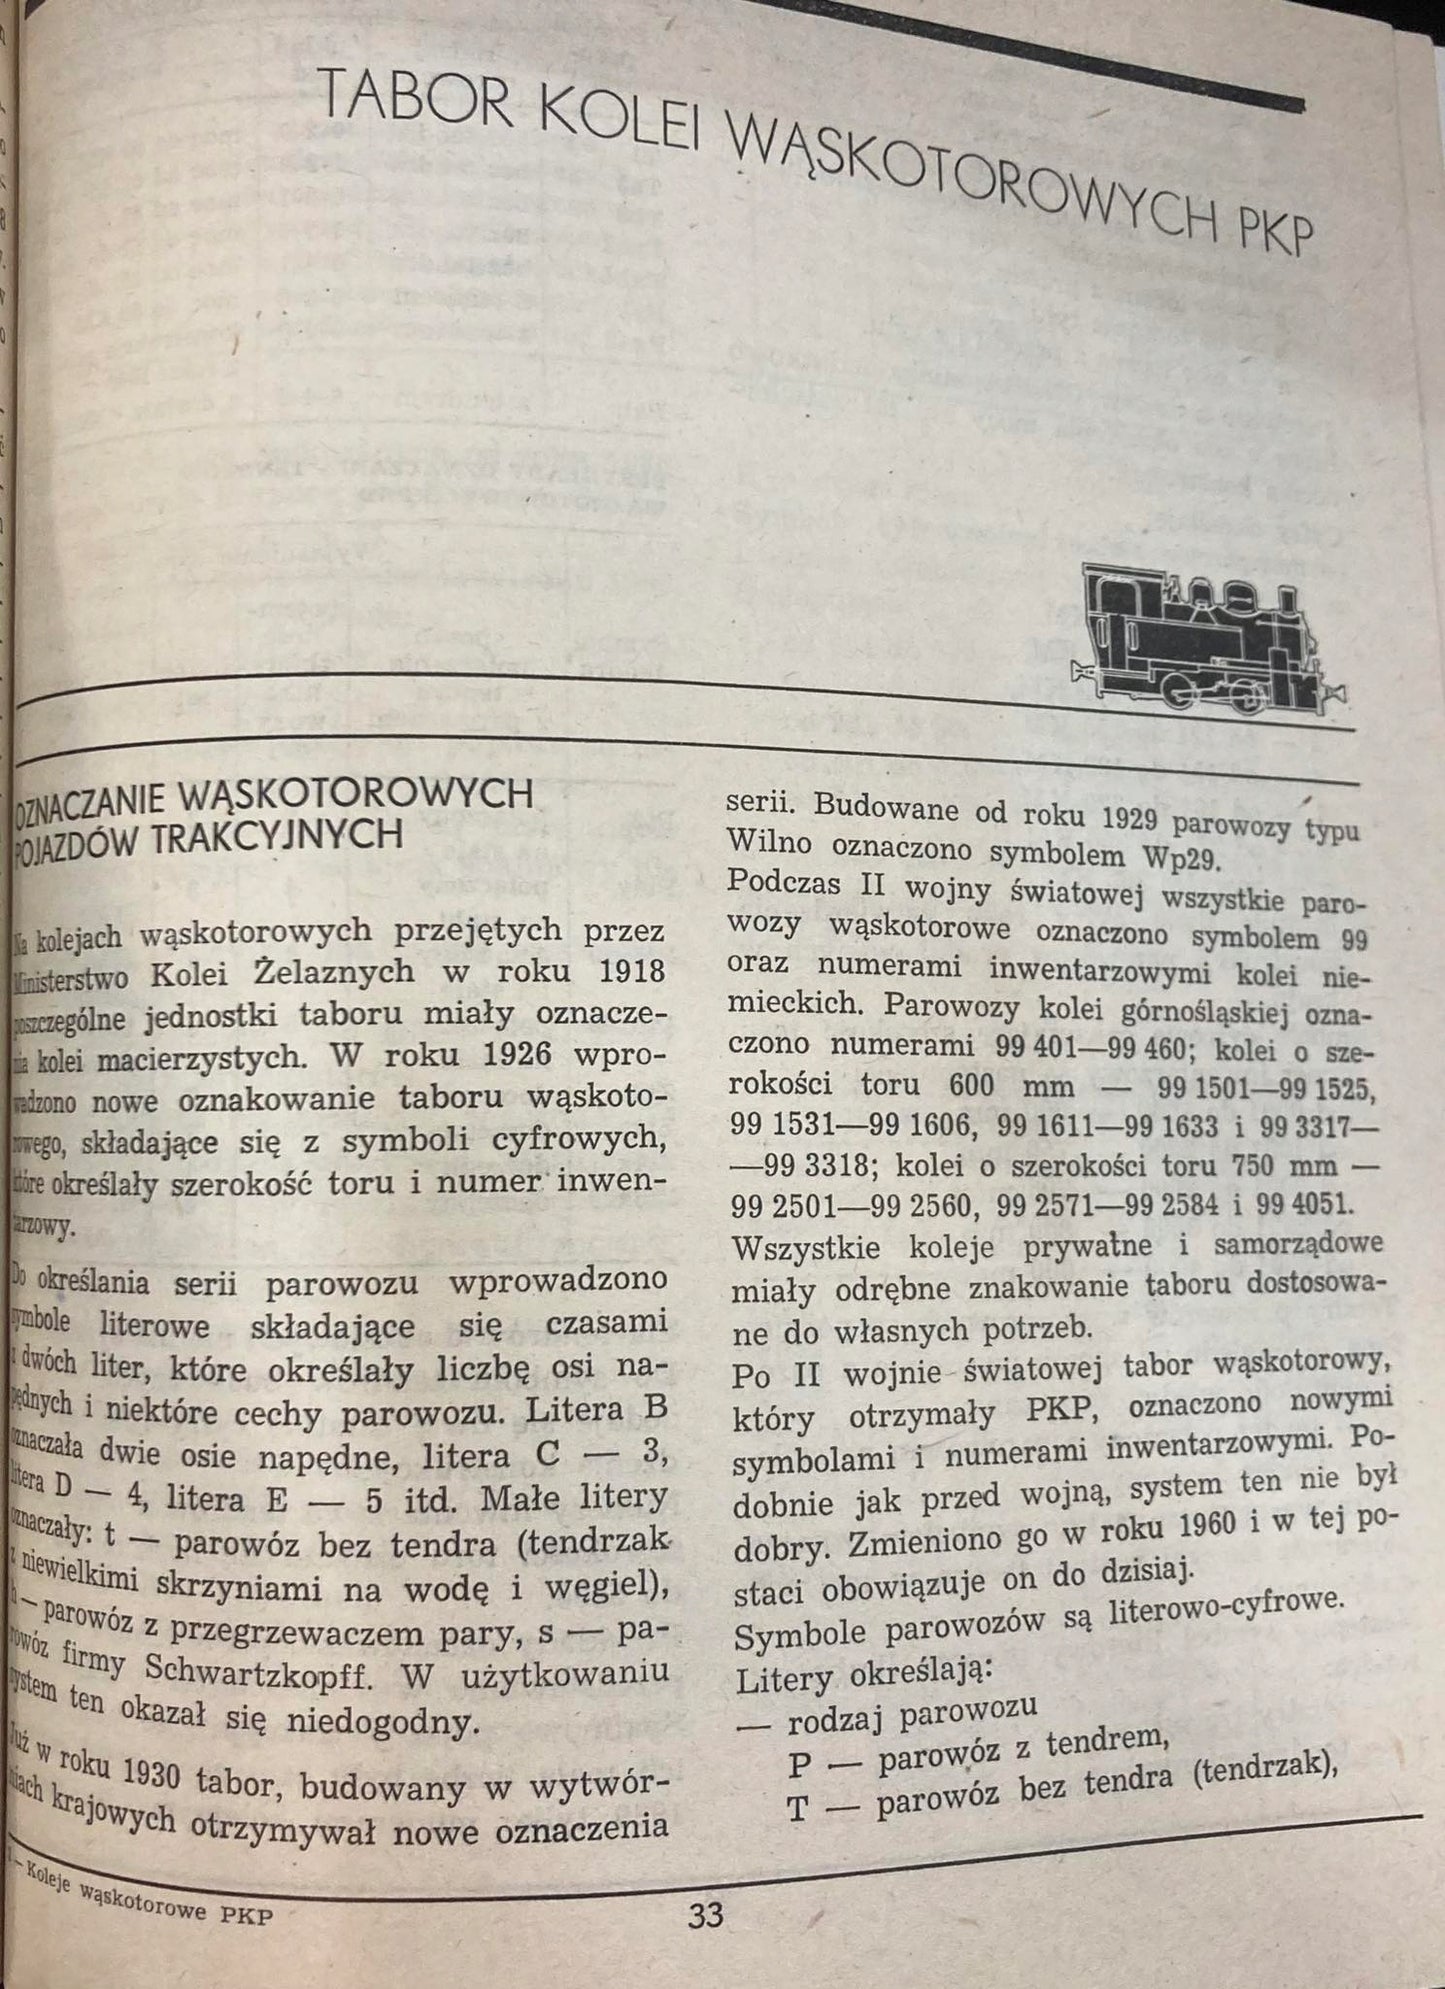 TABOR KOLEI WĄSKOTOROWYCH PKP
OZNACZANIE WĄSKOTOROWYCH
POJAZDÓW TRAKCYJNYCH
Na kolejach wąskotorowych przejętych przez
Ministerstwo Kolei Żelaznych w roku 1918
poszczególne jednostki taboru miały oznacze-
nia kolei macierzystych. W roku 1926 wpro-
wadzono nowe oznakowanie taboru wąskoto-
rowego, składające się z symboli cyfrowych,
które określały szerokość toru i numer inwen-
tarzowy.
Do określania serii parowozu wprowadzono
symbole literowe składające się czasami
z dwóch liter, które określały liczbę osi na-
pędnych i niektóre cechy parowozu. Litera B
oznaczała dwie osie napędne, litera C — 3,
litera D — 4, litera E — 5 itd. Małe litery
oznaczały: t — parowóz bez tendra (tendrzak
z niewielkimi skrzyniami na wodę i węgiel),
h — parowóz z przegrzewaczem pary, s — pa-
rowóz firmy Schwartzkopff. W użytkowaniu
system ten okazał się niedogodny.
Już w roku 1930 tabor, budowany w wytwór-
niach krajowych otrzymywał nowe oznaczenia
serii. Budowane od roku 1929 parowozy typu
Wilno oznaczono symbolem Wp29.
Podczas II wojny światowej wszystkie paro-
wozy wąskotorowe oznaczono symbolem 99
oraz numerami inwentarzowymi kolei nie-
mieckich. Parowozy kolei górnośląskiej ozna-
czono numerami 99 401—99 460; kolei o sze-
rokości toru 600 mm — 99 1501—99 1525,
99 1531—99 1606, 99 1611—99 1633 i 99 3317—
—99 3318; kolei o szerokości toru 750 mm —
99 2501—99 2560, 99 2571—99 2584 i 99 4051.
Wszystkie koleje prywatne i samorządowe
miały odrębne znakowanie taboru dostosowa-
ne do własnych potrzeb.
Po II wojnie światowej tabor wąskotorowy,
który otrzymały PKP, oznaczono nowymi
symbolami i numerami inwentarzowymi. Po-
dobnie jak przed wojną, system ten nie był
dobry. Zmieniono go w roku 1960 i w tej po-
staci obowiązuje on do dzisiaj.
Symbole parowozów są literowo-cyfrowe.
Litery określają:
— rodzaj parowozu
P — parowóz z tendrem,
T — parowóz bez tendra (tendrzak),
— Koleje wąskotorowe PKP
33